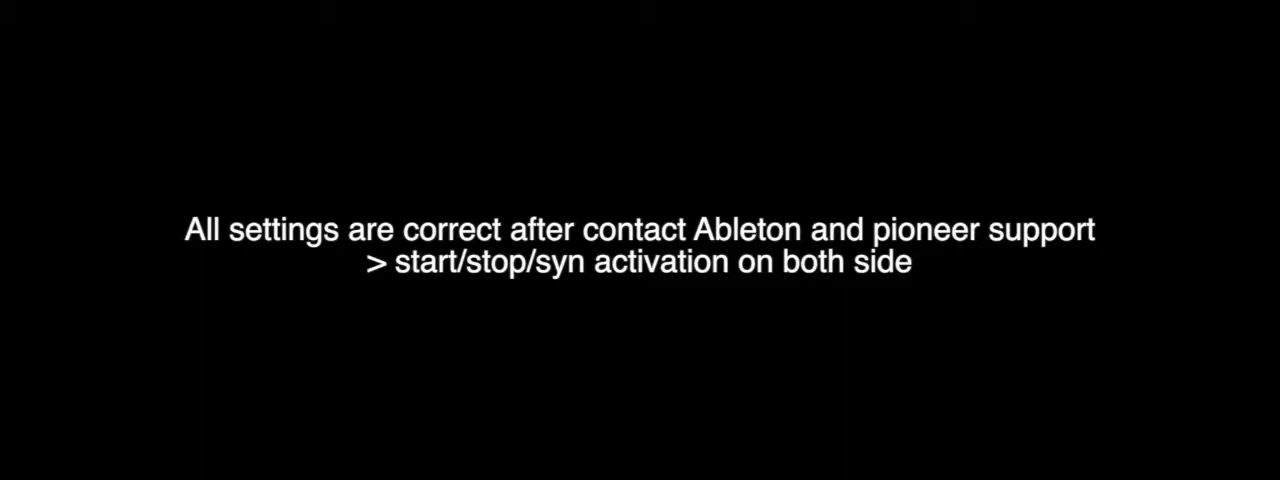 All settings are correct after contact Ableton and pioneer support
> start/stop/syn activation on both side